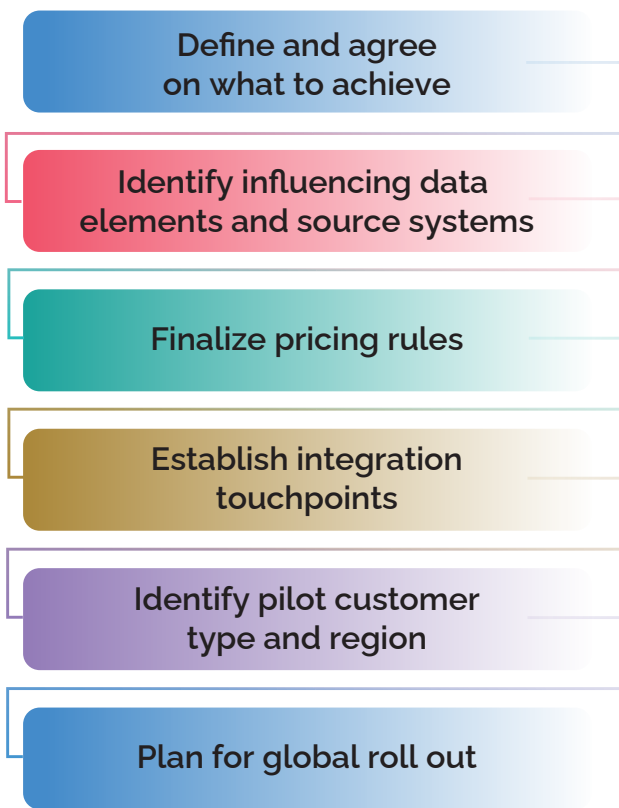 Define and agree
on what to achieve
Identify influencing data
elements and source systems
Finalize pricing rules
Establish integration
touchpoints
Identify pilot customer
type and region
Plan for global roll out